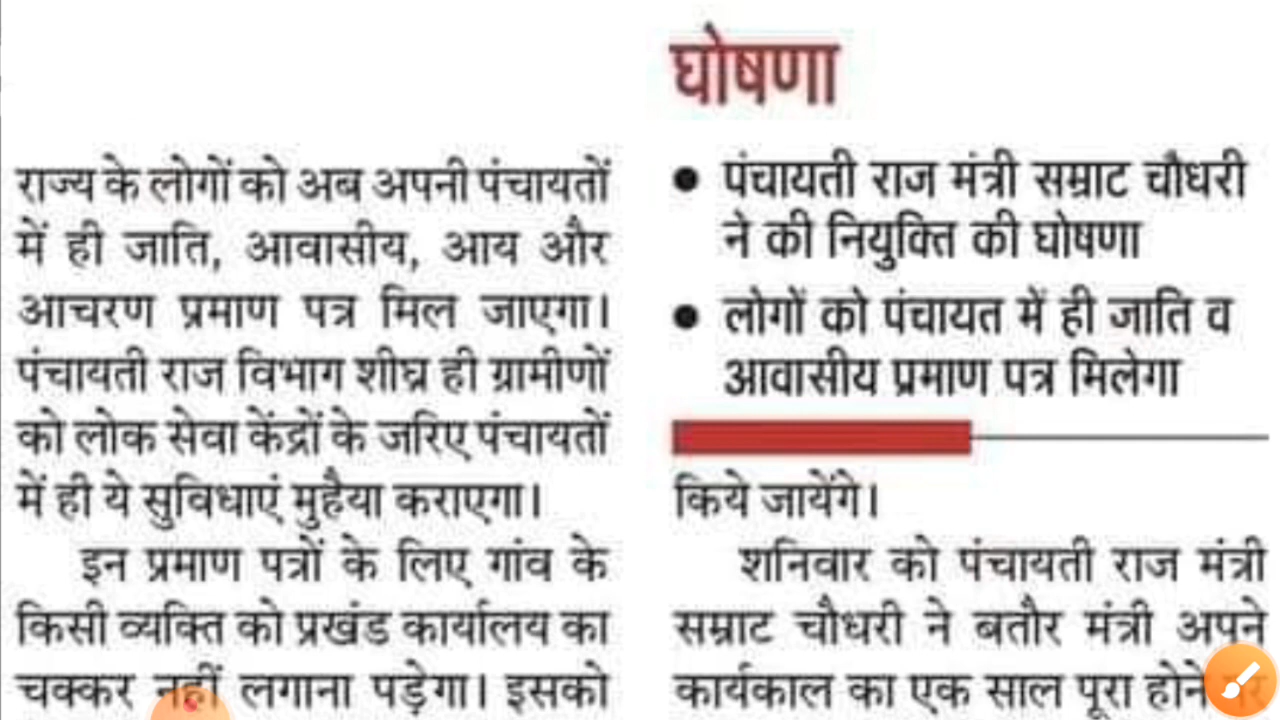 राज्य के लोगों को अब अपनी पंचायतों
में ही जाति, आवासीय, आय और
आचरण प्रमाण पत्र मिल जाएगा।
पंचायती राज विभाग शीघ्र ही ग्रामीणों
को लोक सेवा केंद्रों के जरिए पंचायतों
में ही ये सुविधाएं मुहैया कराएगा।
इन प्रमाण पत्रों के लिए गांव के
किसी व्यक्ति को प्रखंड कार्यालय का
चक्कर नहीं लगाना पड़ेगा। इसको
घोषणा
• पंचायती राज मंत्री सम्राट चौधरी
ने की नियुक्ति की घोषणा
• लोगों को पंचायत में ही जाति व
आवासीय प्रमाण पत्र मिलेगा
किये जायेंगे।
शनिवार को पंचायती राज मंत्री
सम्राट चौधरी ने बतौर मंत्री अपने
कार्यकाल का एक साल पूरा होने